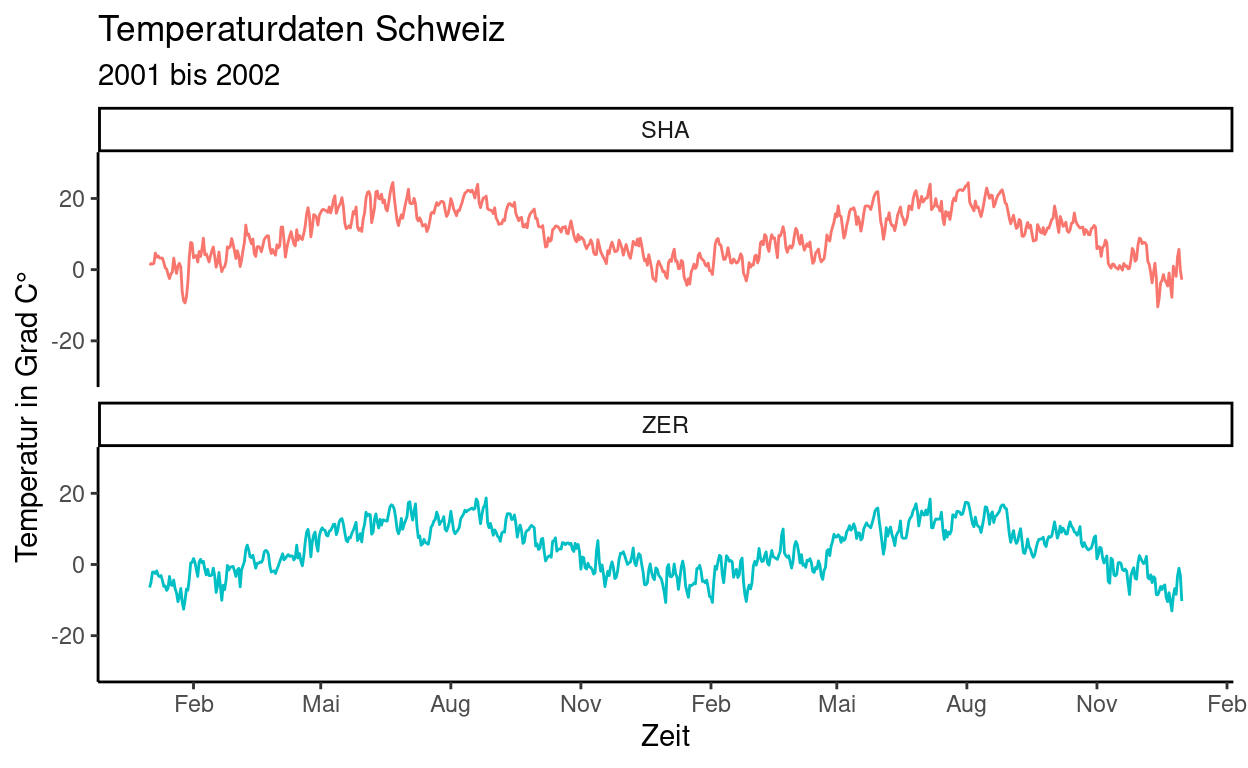 Temperaturdaten Schweiz
2001 bis 2002
SHA
20
0
-20
ZER
20
0
-20
Temperatur in Grad C°
Feb Mai Aug Nov Feb Mai Aug Nov Feb
Zeit